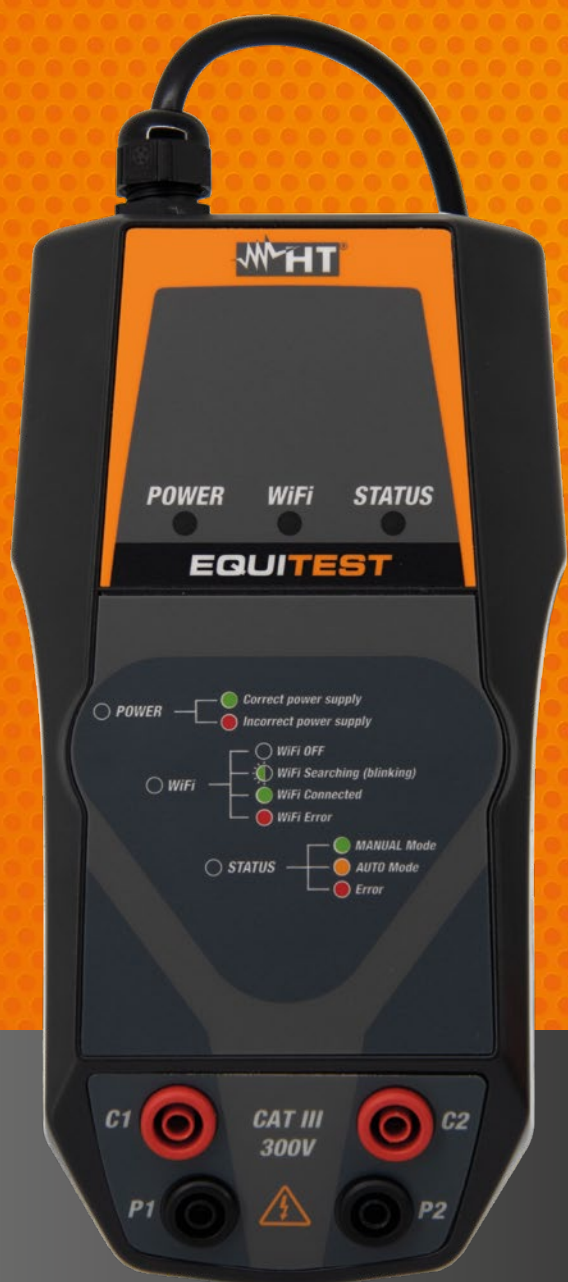 HT
POWER WiFi STATUS
EQUITEST
POWER
Correct power supply
Incorrect power supply
WiFi
WiFi OFF
WiFi Searching (blinking)
WiFi Connected
WiFi Error
STATUS
MANUAL Mode
AUTO Mode
Error
C1 CAT III C2
300V
P1 P2